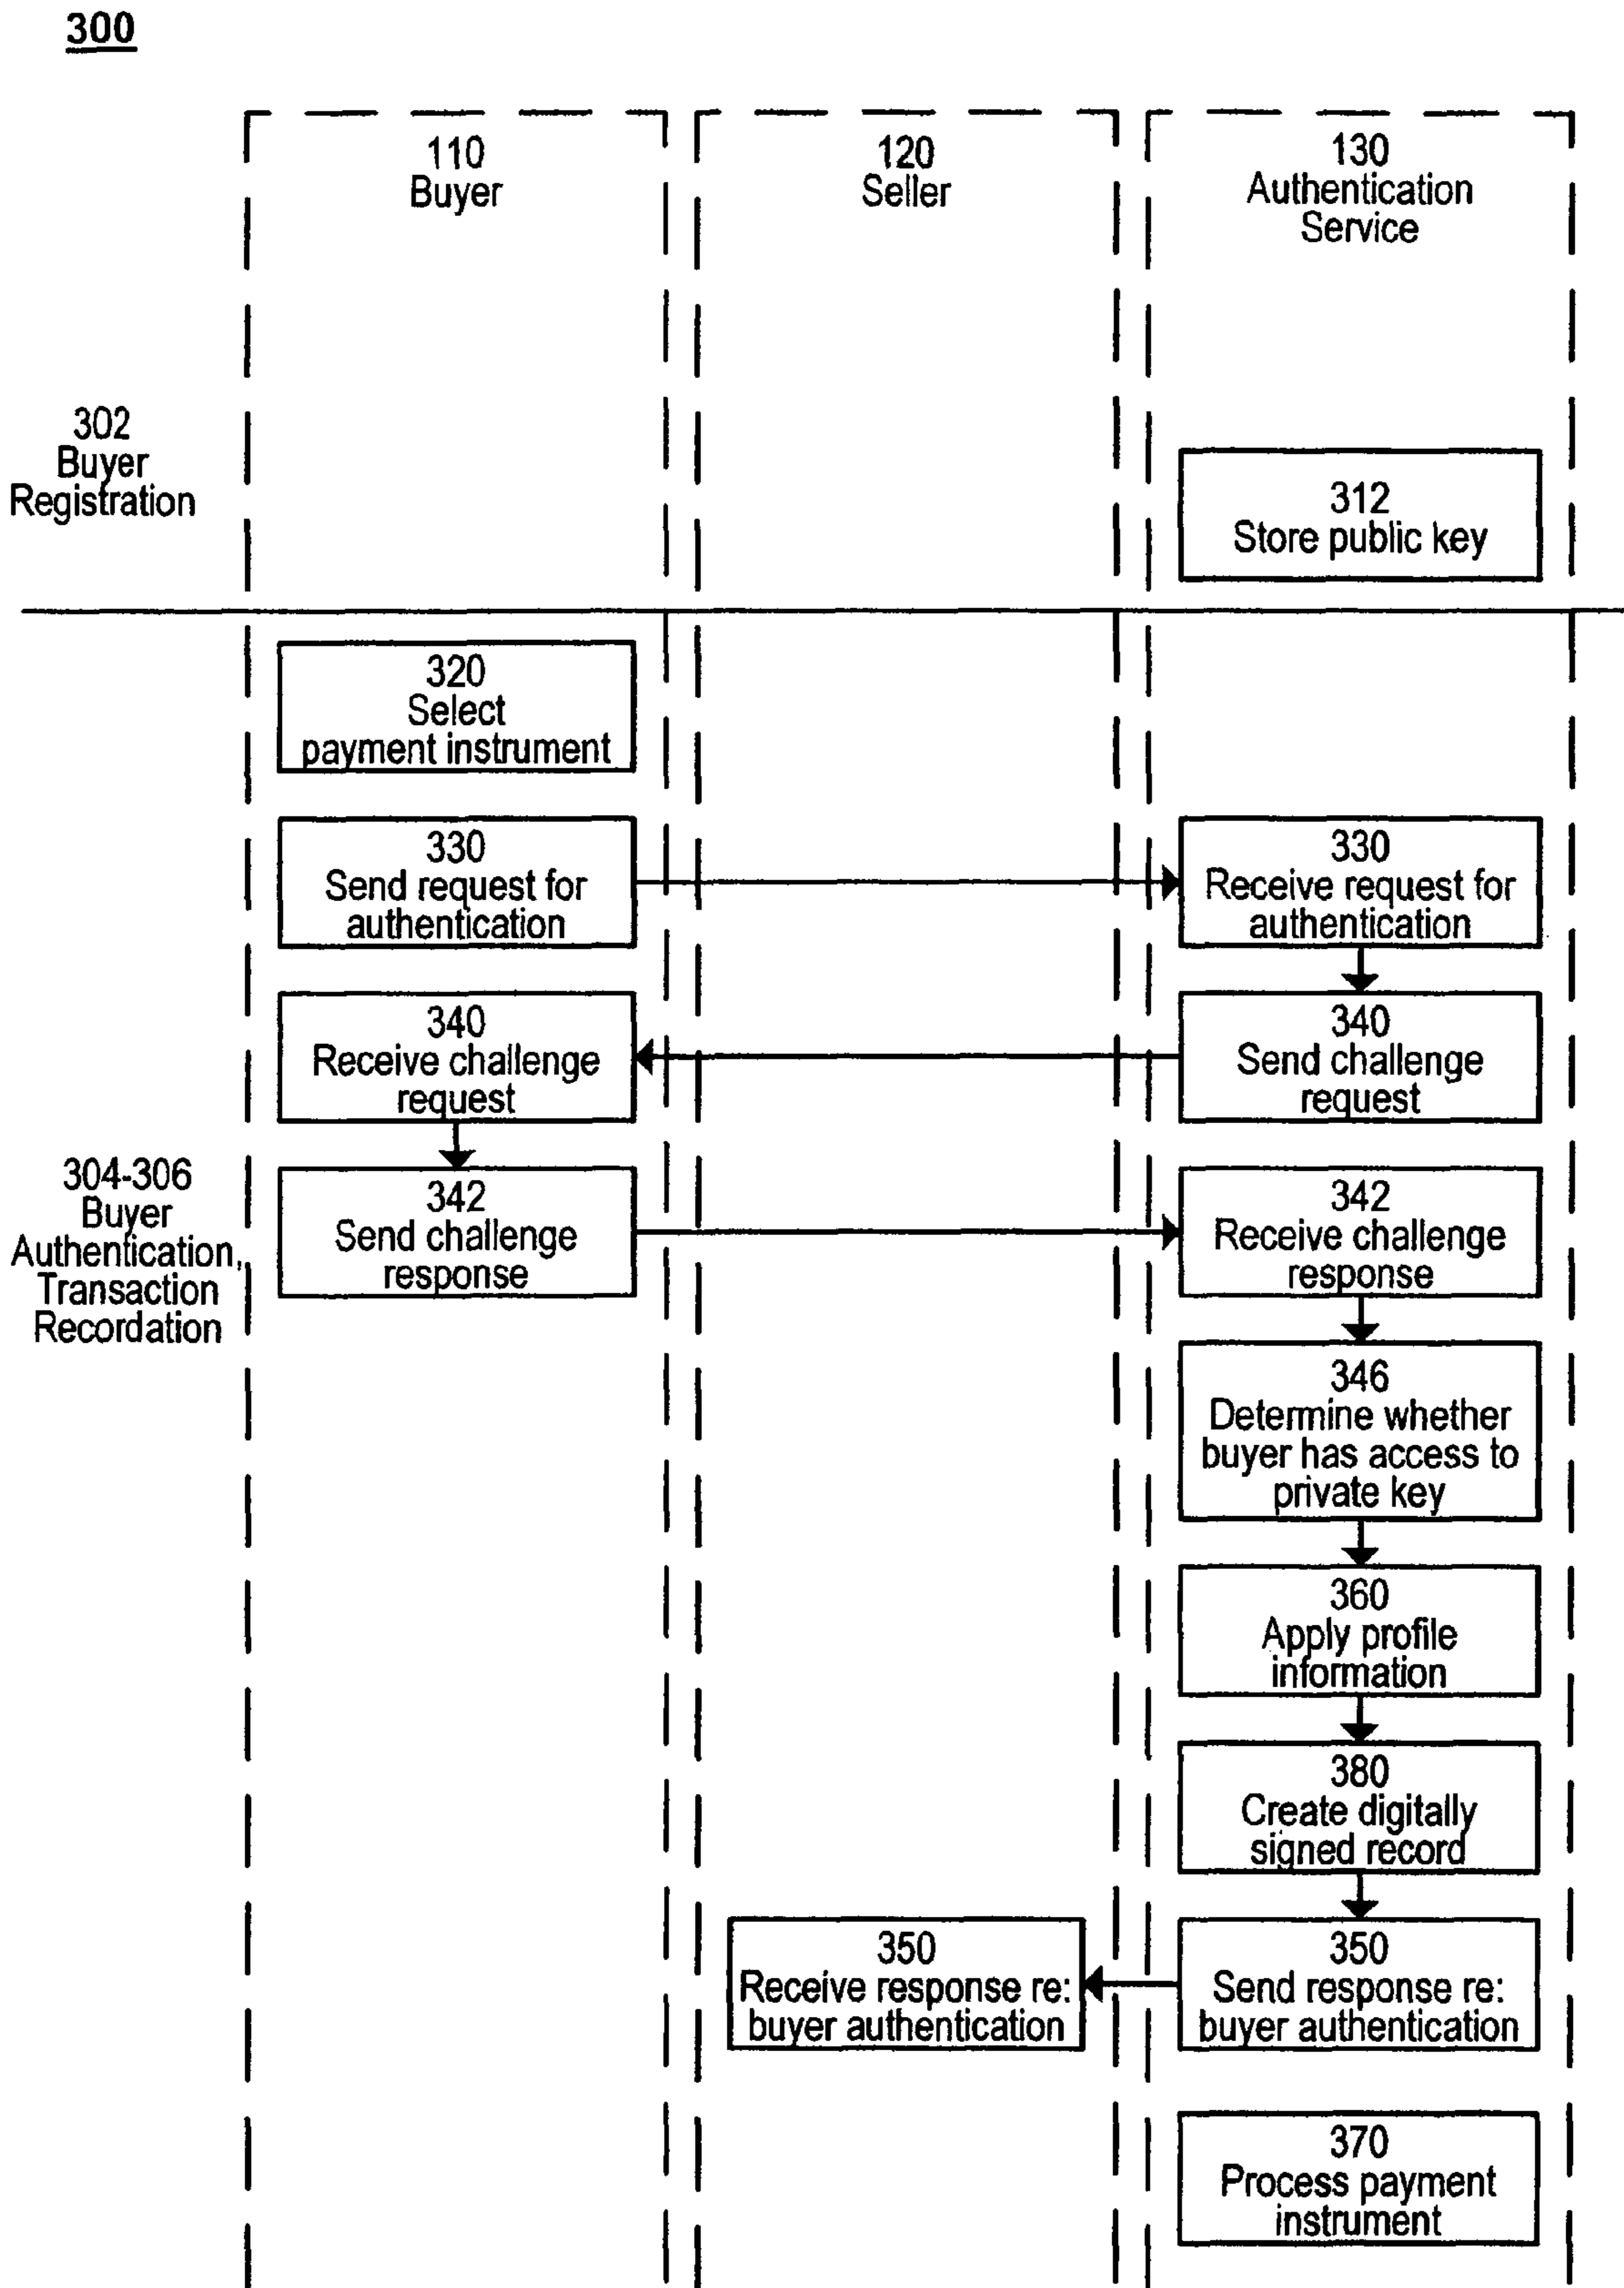 300
110
Buyer
120
Seller
130
Authentication
Service
302
Buyer
Registration
312
Store public key
320
Select
payment instrument
330
Send request for
authentication
330
Receive request for
authentication
340
Receive challenge
request
340
Send challenge
request
304-306
Buyer
Authentication,
Transaction
Recordation
342
Send challenge
response
342
Receive challenge
response
346
Determine whether
buyer has access to
private key
360
Apply profile
information
380
Create digitally
signed record
350
Receive response re:
buyer authentication
350
Send response re:
buyer authentication
370
Process payment
instrument